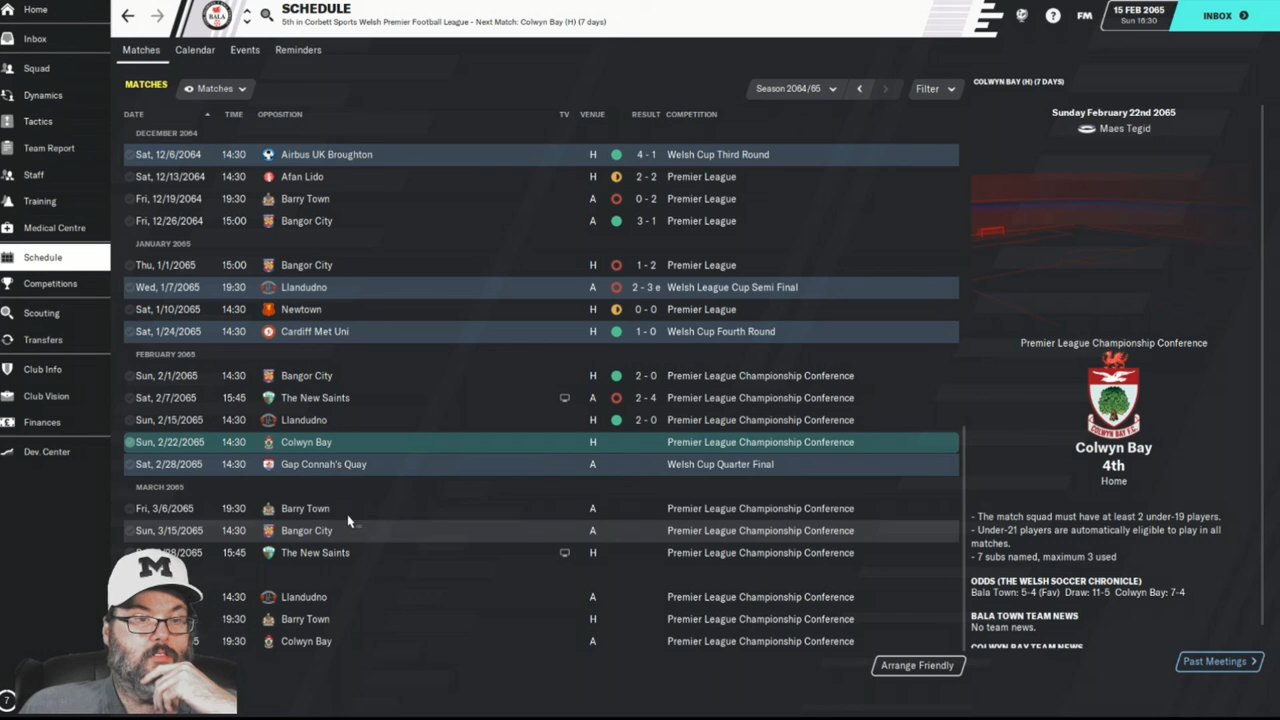 Home
Inbox
Squad
Dynamics
Tactics
Team Report
Staff
Training
Medical Centre
Schedule
Competitions
Scouting
Transfers
Club Info
Club Vision
Finances
Dev. Center
BALA
SCHEDULE
5th in Corbett Sports Welsh Premier Football League - Next Match: Colwyn Bay (H) (7 days)
FM
15 FEB 2065
Sun 16:30
INBOX
Matches Calendar Events Reminders
MATCHES Matches Season 2064/65 Filter
DATE TIME OPPOSITION TV VENUE RESULT COMPETITION
DECEMBER 2064
Sat, 12/6/2064 14:30 Airbus UK Broughton H 4 - 1 Welsh Cup Third Round
Sat, 12/13/2064 14:30 Afan Lido H 2 - 2 Premier League
Fri, 12/19/2064 19:30 Barry Town A 0 - 2 Premier League
Fri, 12/26/2064 15:00 Bangor City A 3 - 1 Premier League
JANUARY 2065
Thu, 1/1/2065 15:00 Bangor City H 1 - 2 Premier League
Wed, 1/7/2065 19:30 Llandudno A 2 - 3 e Welsh League Cup Semi Final
Sat, 1/10/2065 14:30 Newtown H 0 - 0 Premier League
Sat, 1/24/2065 14:30 Cardiff Met Uni H 1 - 0 Welsh Cup Fourth Round
FEBRUARY 2065
Sun, 2/1/2065 14:30 Bangor City H 2 - 0 Premier League Championship Conference
Sat, 2/7/2065 15:45 The New Saints A 2 - 4 Premier League Championship Conference
Sun, 2/15/2065 14:30 Llandudno H 2 - 0 Premier League Championship Conference
Sun, 2/22/2065 14:30 Colwyn Bay H Premier League Championship Conference
Sat, 2/28/2065 14:30 Gap Connah's Quay A Welsh Cup Quarter Final
MARCH 2065
Fri, 3/6/2065 19:30 Barry Town A Premier League Championship Conference
Sun, 3/15/2065 14:30 Bangor City A Premier League Championship Conference
/28/2065 15:45 The New Saints H Premier League Championship Conference
14:30 Llandudno A Premier League Championship Conference
19:30 Barry Town H Premier League Championship Conference
5 19:30 Colwyn Bay A Premier League Championship Conference
Arrange Friendly
M
7
COLWYN BAY (H) (7 DAYS)
Sunday February 22nd 2065
Maes Tegid
Premier League Championship Conference
COLWYN BAY F.C.
Colwyn Bay
4th
Home
- The match squad must have at least 2 under-19 players.
- Under-21 players are automatically eligible to play in all
matches.
- 7 subs named, maximum 3 used
ODDS (THE WELSH SOCCER CHRONICLE)
Bala Town: 5-4 (Fav) Draw: 11-5 Colwyn Bay: 7-4
BALA TOWN TEAM NEWS
No team news.
COLWYN BAY TEAM NEWS
Past Meetings